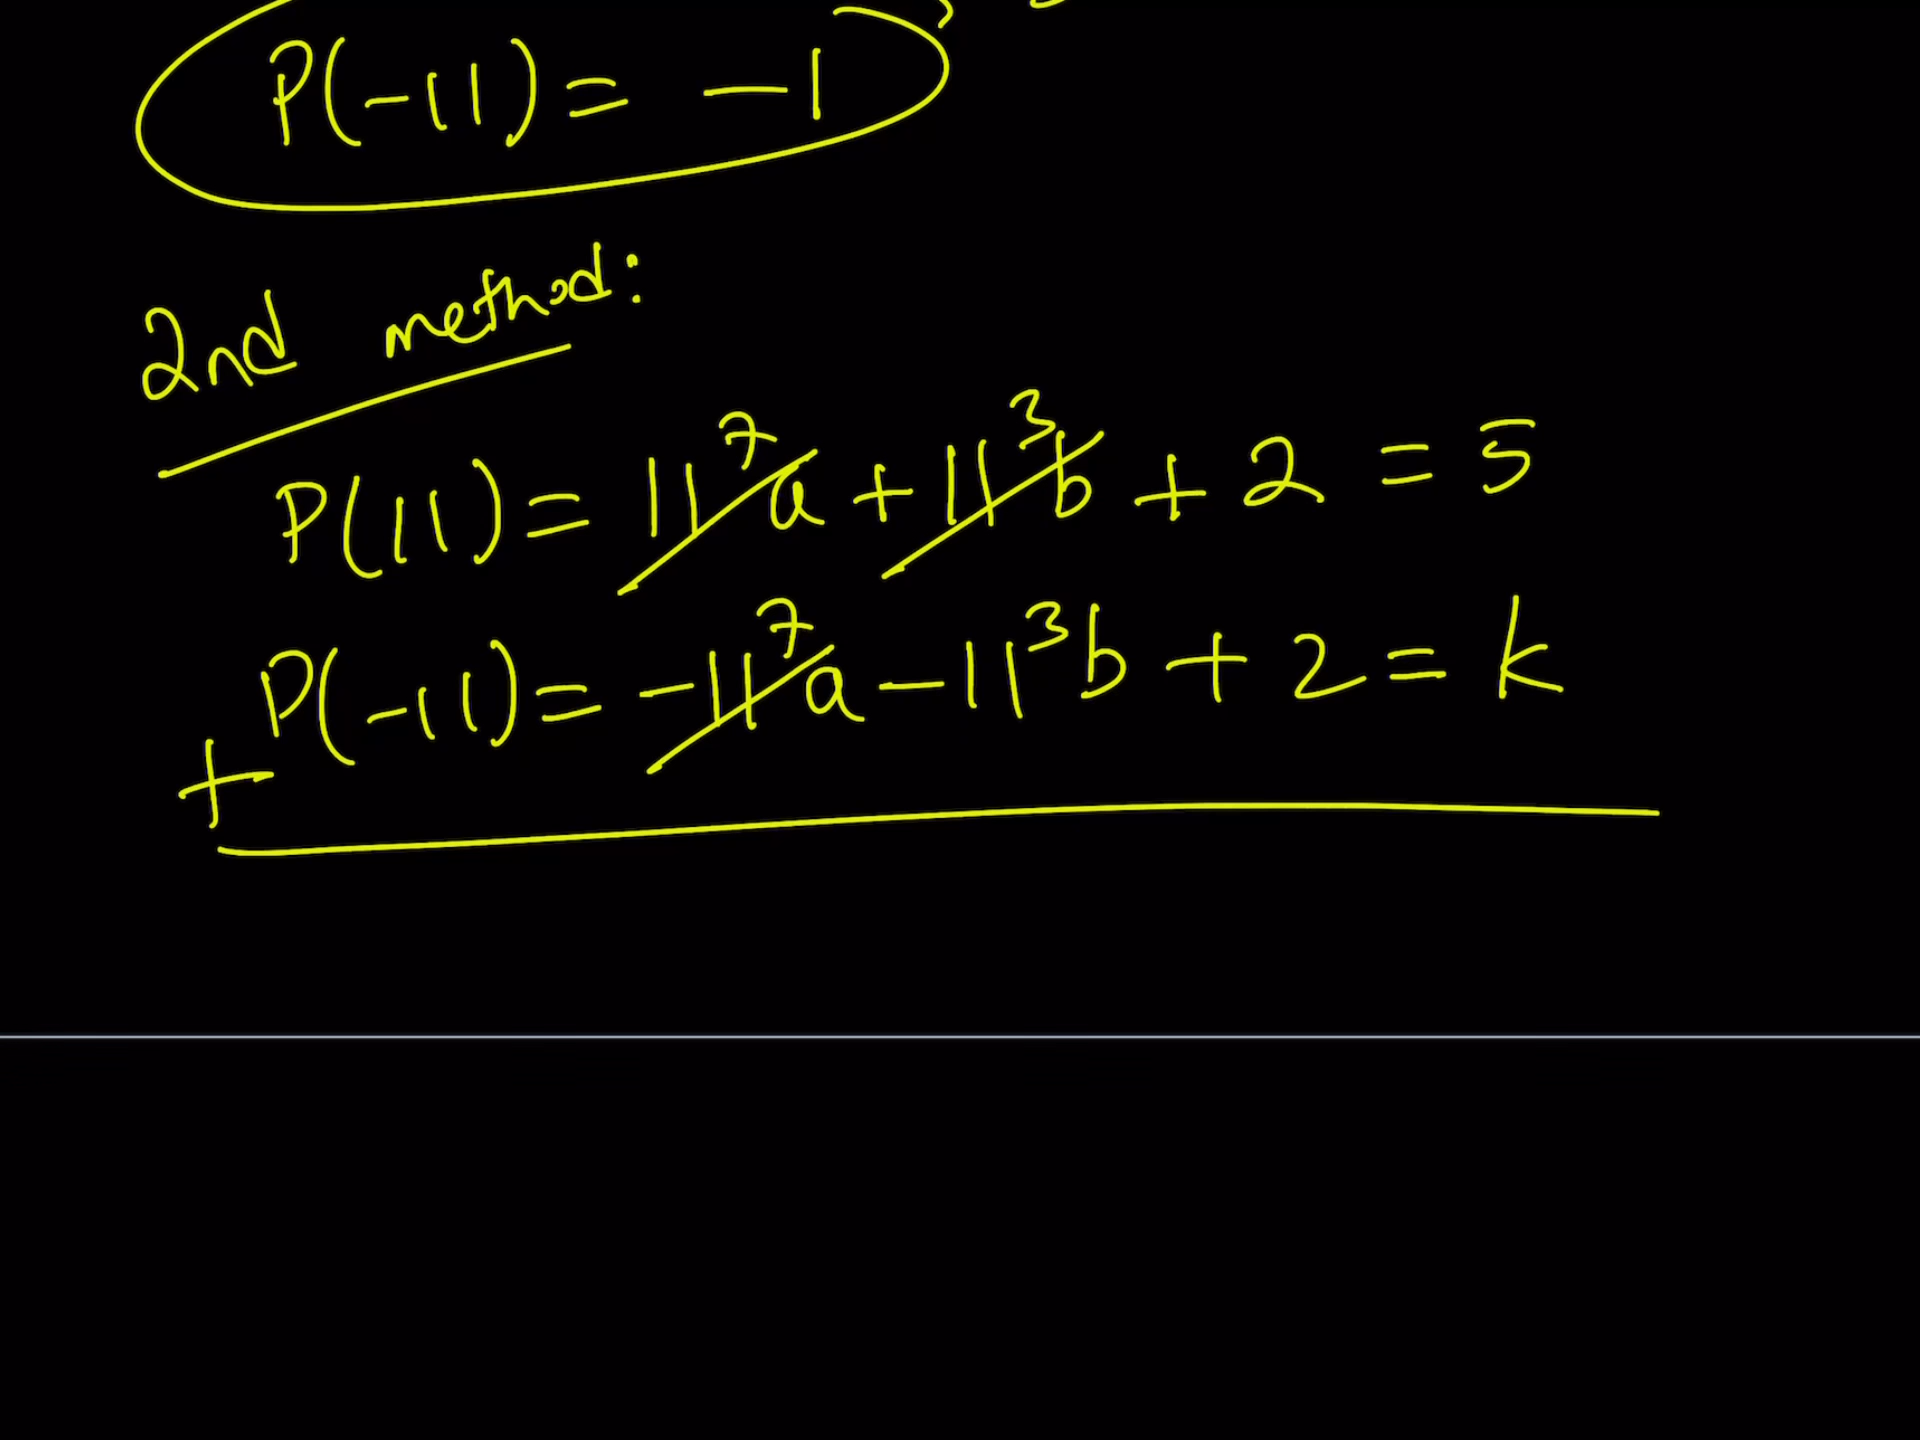 P(-11) = -1
2nd method:
P(11) = 11⁷a + 11³b + 2 = 5
+ P(-11) = -11⁷a - 11³b + 2 = k